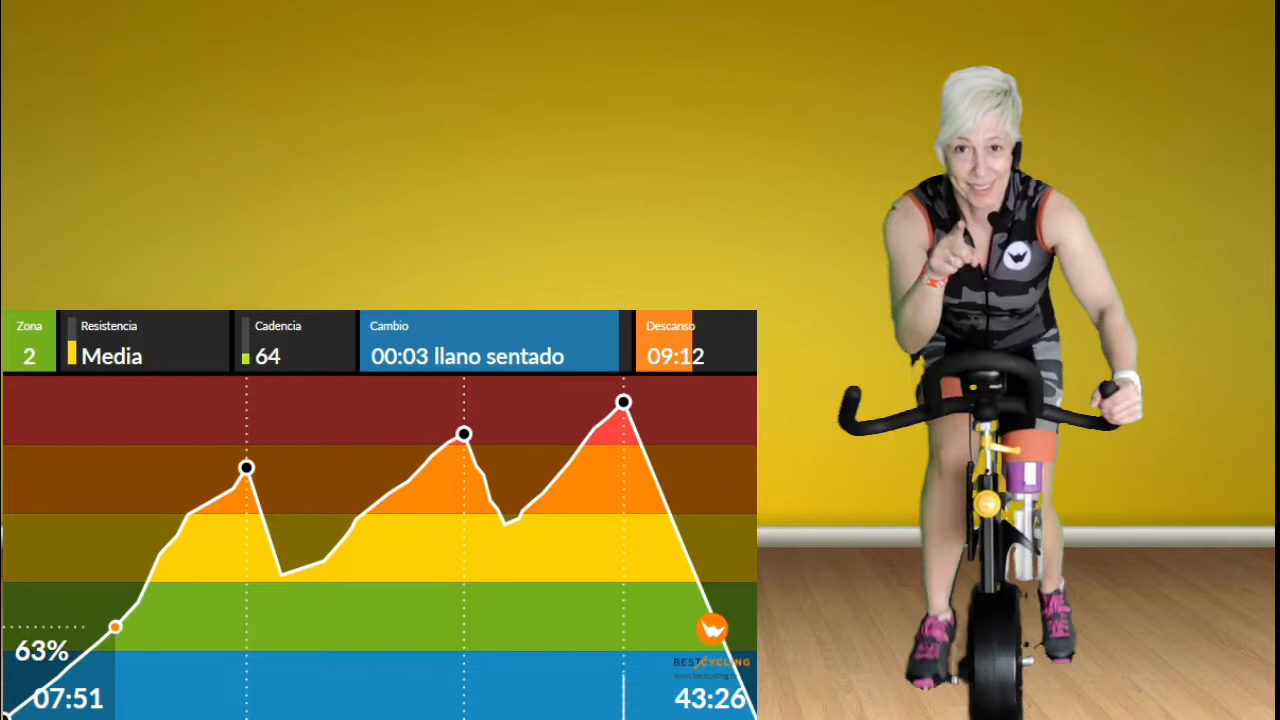 Zona
2
Resistencia
Media
Cadencia
64
Cambio
00:03 llano sentado
Descanso
09:12
63%
07:51
BESTCYCLING
43:26